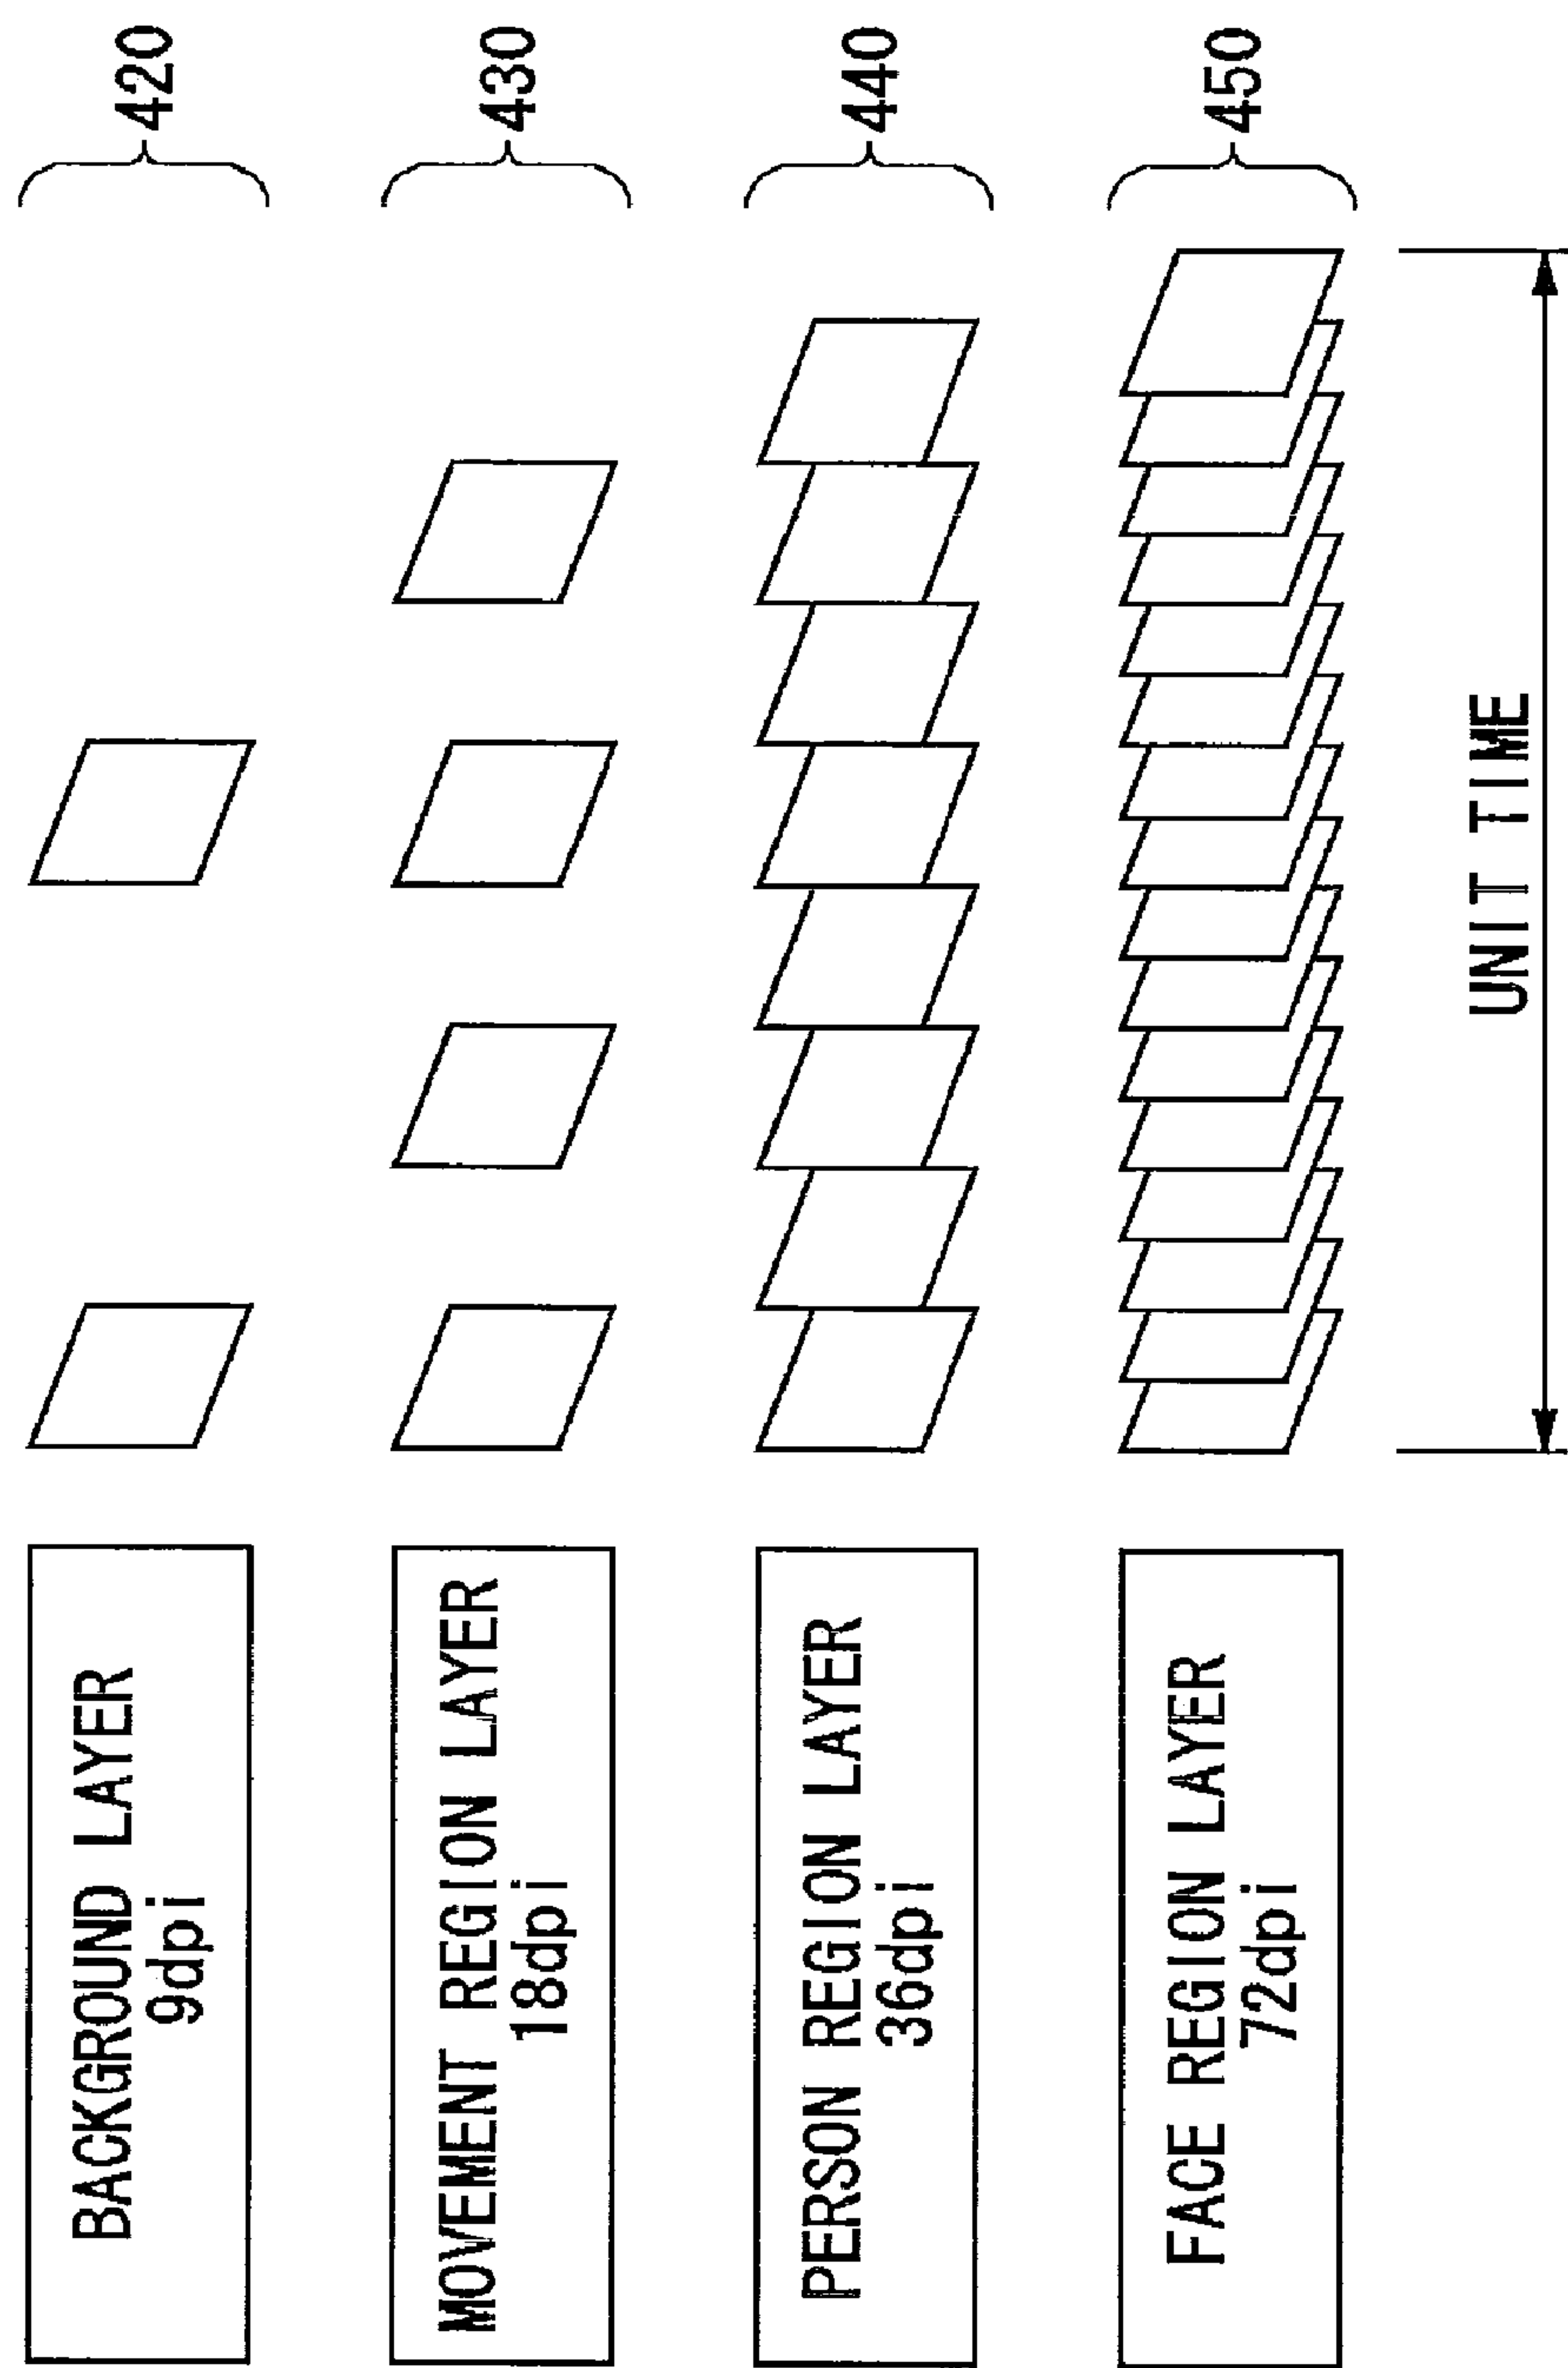 BACKGROUND LAYER
9dpi
420
MOVEMENT REGION LAYER
18dpi
430
PERSON REGION LAYER
36dpi
440
FACE REGION LAYER
72dpi
450
UNIT TIME